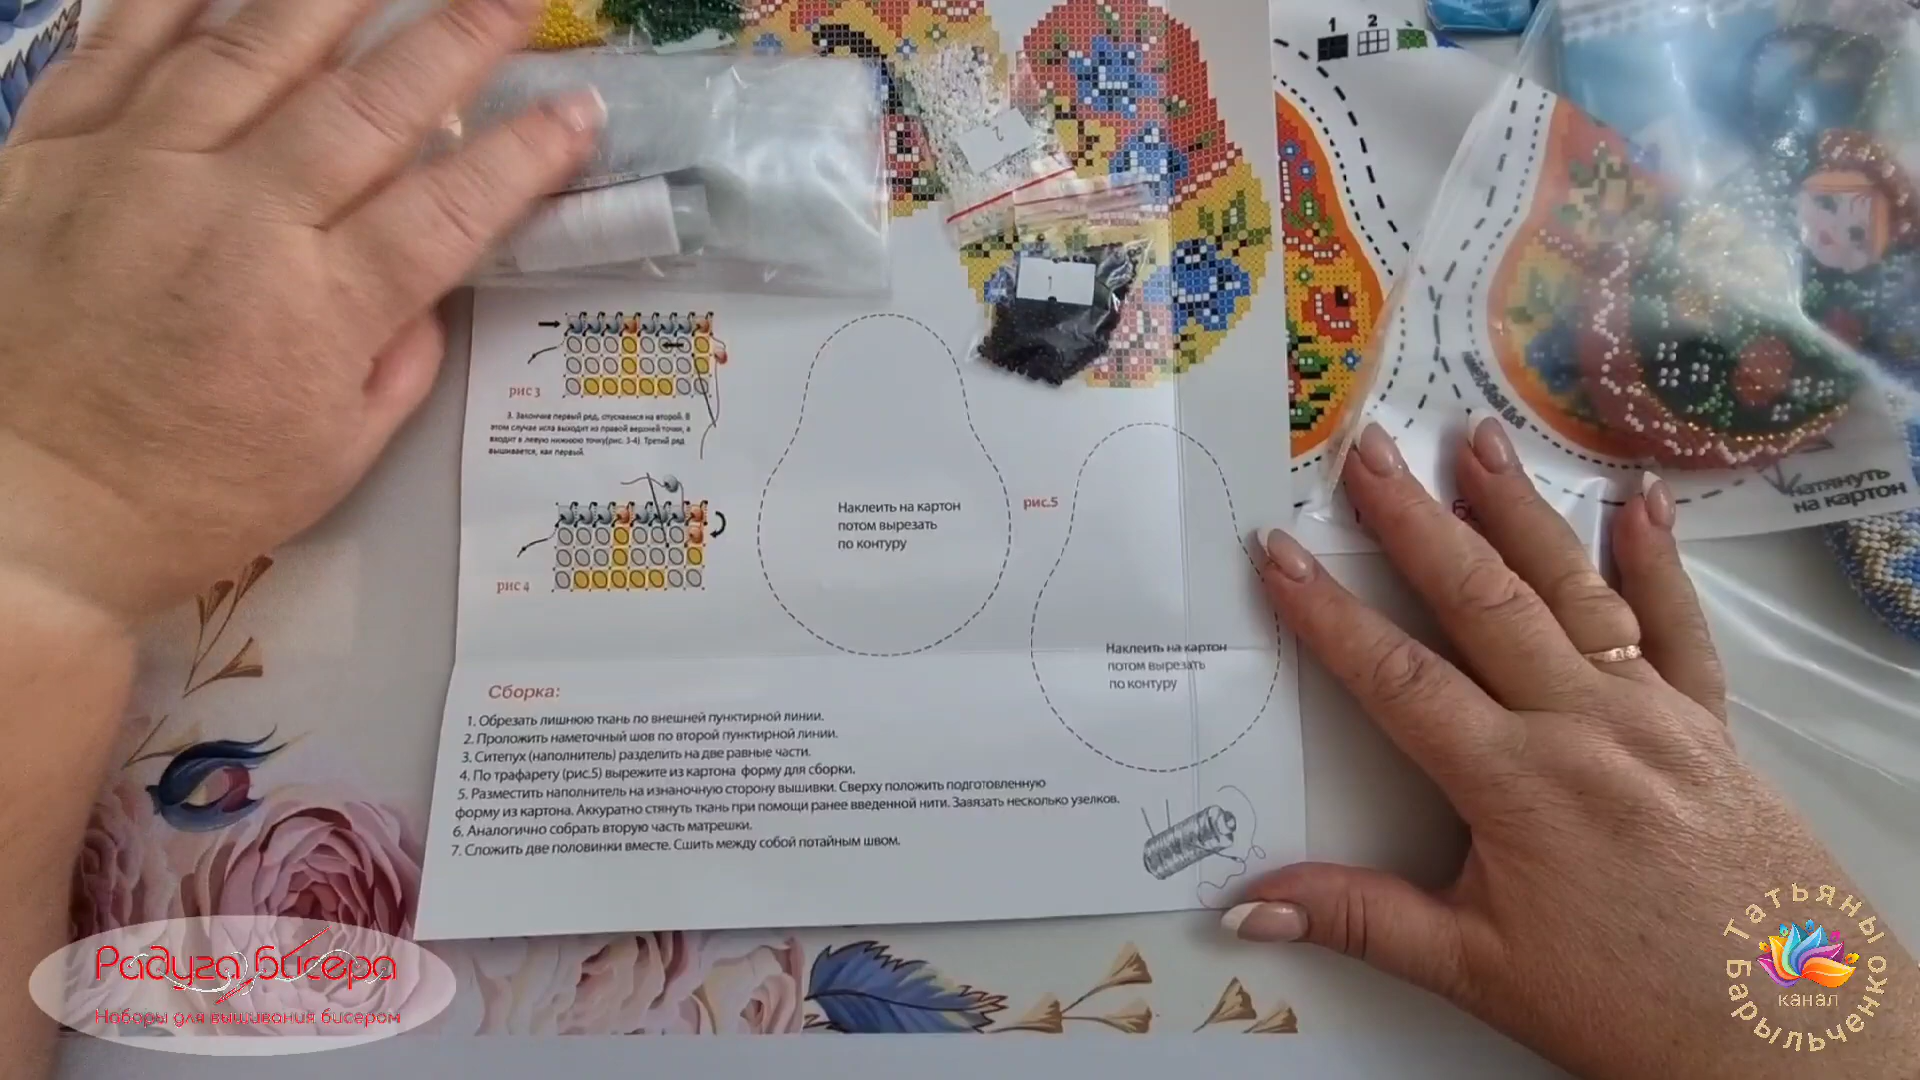 1 2
2
1
рис 3
3. Закончив первый ряд, спускаемся на второй. В
этом случае игла выходит из правой верхней точки, а
входит в левую нижнюю точку(рис. 3-4). Третий ряд
вышивается, как первый.
рис 4
Наклеить на картон
потом вырезать
по контуру
рис.5
Наклеить на картон
потом вырезать
по контуру
натянуть
на картон
Сборка:
1. Обрезать лишнюю ткань по внешней пунктирной линии.
2. Проложить наметочный шов по второй пунктирной линии.
3. Ситепух (наполнитель) разделить на две равные части.
4. По трафарету (рис.5) вырежите из картона форму для сборки.
5. Разместить наполнитель на изнаночную сторону вышивки. Сверху положить подготовленную
форму из картона. Аккуратно стянуть ткань при помощи ранее введенной нити. Завязать несколько узелков.
6. Аналогично собрать вторую часть матрешки.
7. Сложить две половинки вместе. Сшить между собой потайным швом.
Радуга бисера
Наборы для вышивания бисером
Татьяны
канал
Барыльченко